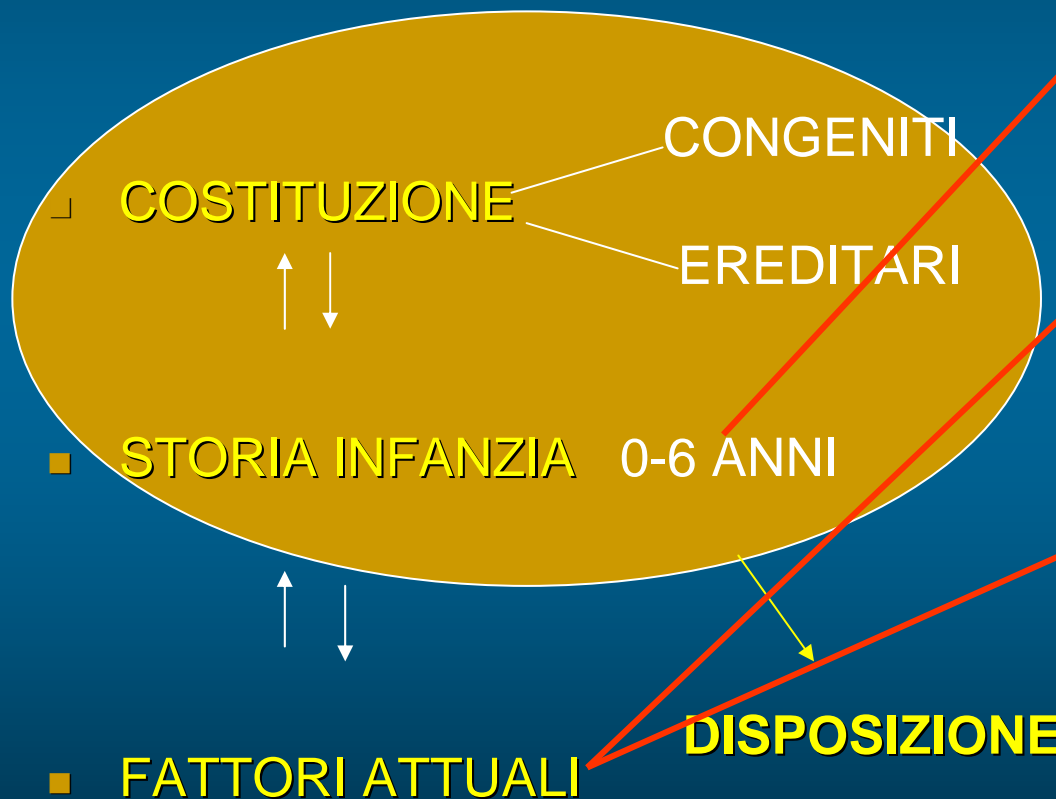 CONGENITI
COSTITUZIONE
EREDITARI
STORIA INFANZIA 0-6 ANNI
DISPOSIZIONE
FATTORI ATTUALI